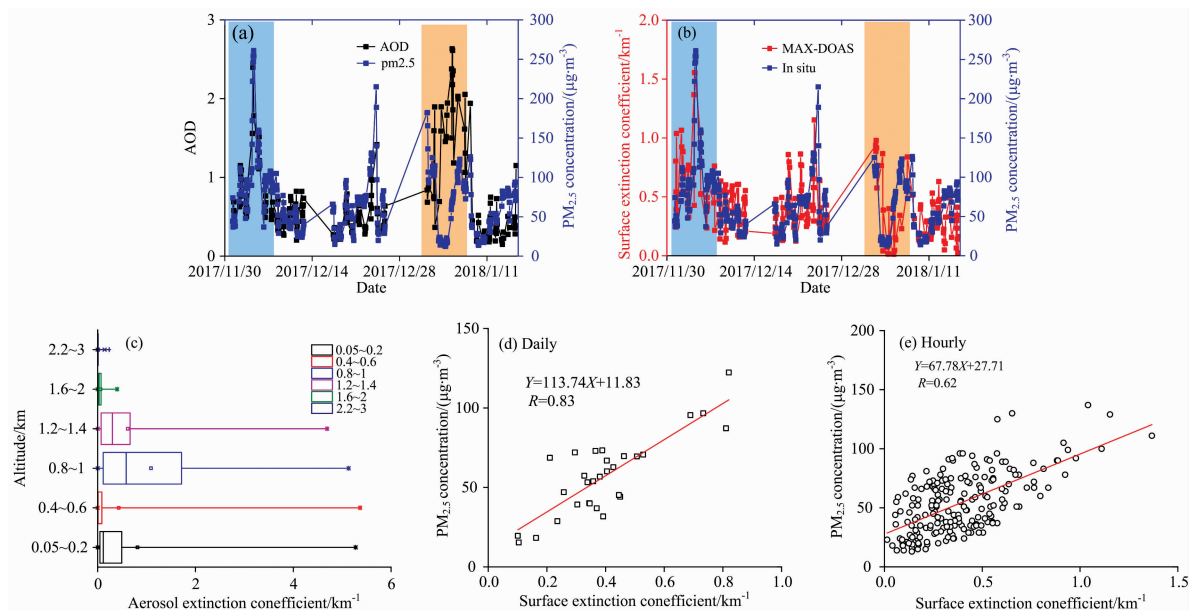 (a)
AOD
pm2.5
3
2
1
0
AOD
300
250
200
150
100
50
0
PM2.5 concentration/(μg·m-3)
2017/11/30 2017/12/14 2017/12/28 2018/1/11
Date
(b)
MAX-DOAS
In situ
2.0
1.5
1.0
0.5
0.0
Surface extinction conefficient/km-1
300
250
200
150
100
50
0
PM2.5 concentration/(μg·m-3)
2017/11/30 2017/12/14 2017/12/28 2018/1/11
Date
(c)
2.2~3
1.6~2
1.2~1.4
0.8~1
0.4~0.6
0.05~0.2
Altitude/km
0.05~0.2
0.4~0.6
0.8~1
1.2~1.4
1.6~2
2.2~3
0 2 4 6
Aerosol extinction conefficient/km-1
(d) Daily
Y=113.74X+11.83
R=0.83
150
100
50
0
PM2.5 concentration/(μg·m-3)
0.0 0.2 0.4 0.6 0.8 1.0
Surface extinction conefficient/km-1
(e) Hourly
Y=67.78X+27.71
R=0.62
200
150
100
50
0
PM2.5 concentration/(μg·m-3)
0.0 0.5 1.0 1.5
Surface extinction conefficient/km-1